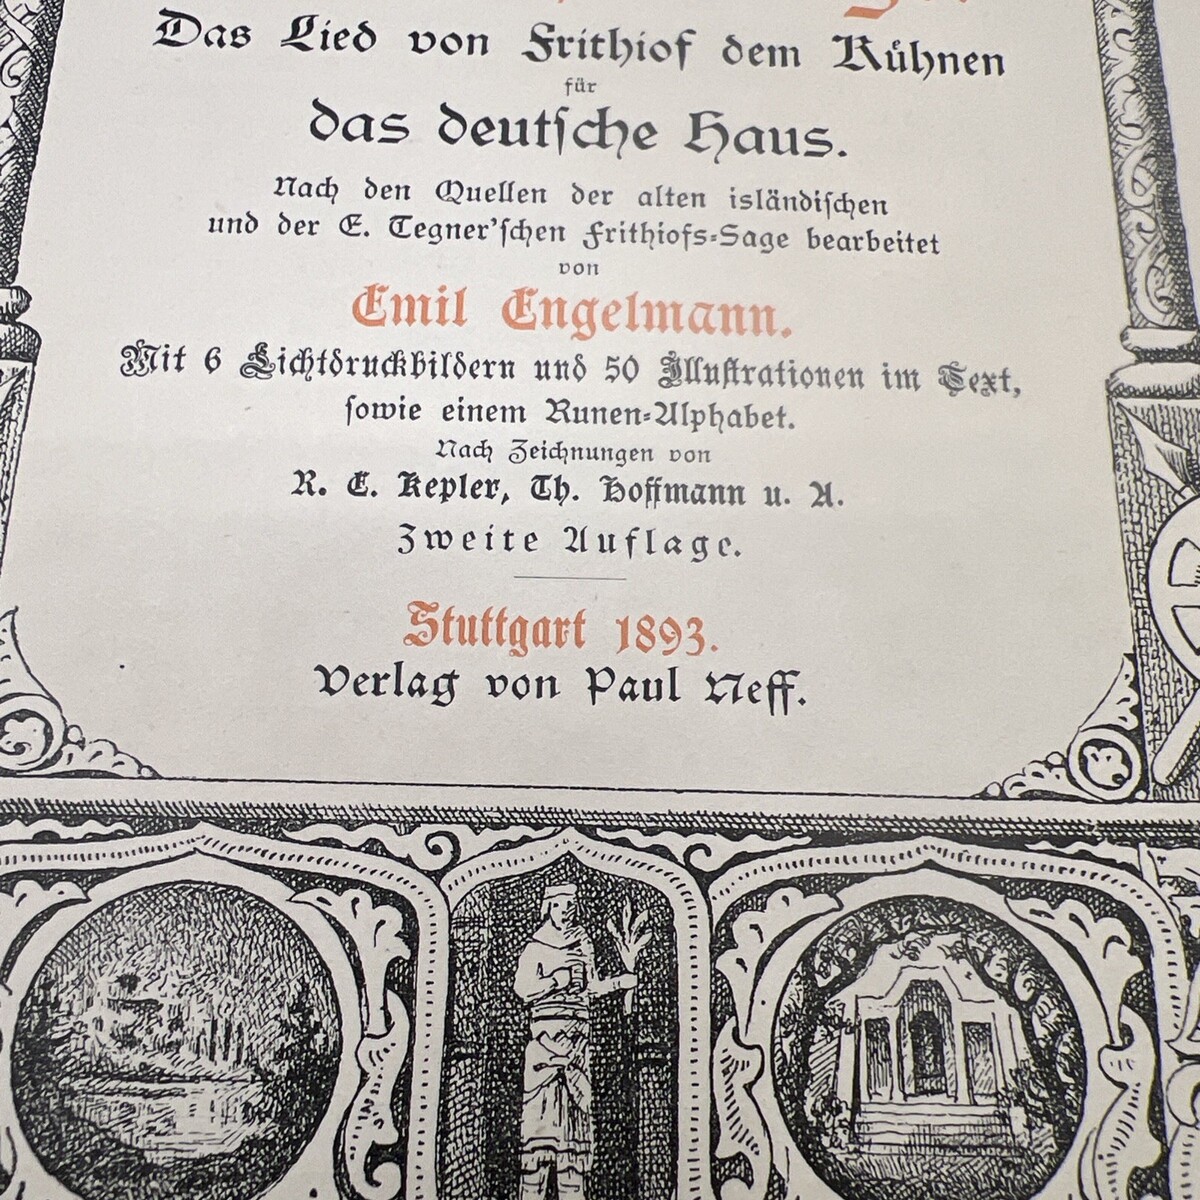 Das Lied von Frithiof dem Kühnen
für
das deutſche Haus.
Nach den Quellen der alten isländiſchen
und der E. Tegner'ſchen Frithiofs-Sage bearbeitet
von
Emil Engelmann.
Mit 6 Lichtdruckbildern und 50 Illuſtrationen im Text,
ſowie einem Runen-Alphabet.
Nach Zeichnungen von
R. E. Kepler, Th. Hoffmann u. A.
Zweite Auflage.
Stuttgart 1893.
Verlag von Paul Neff.